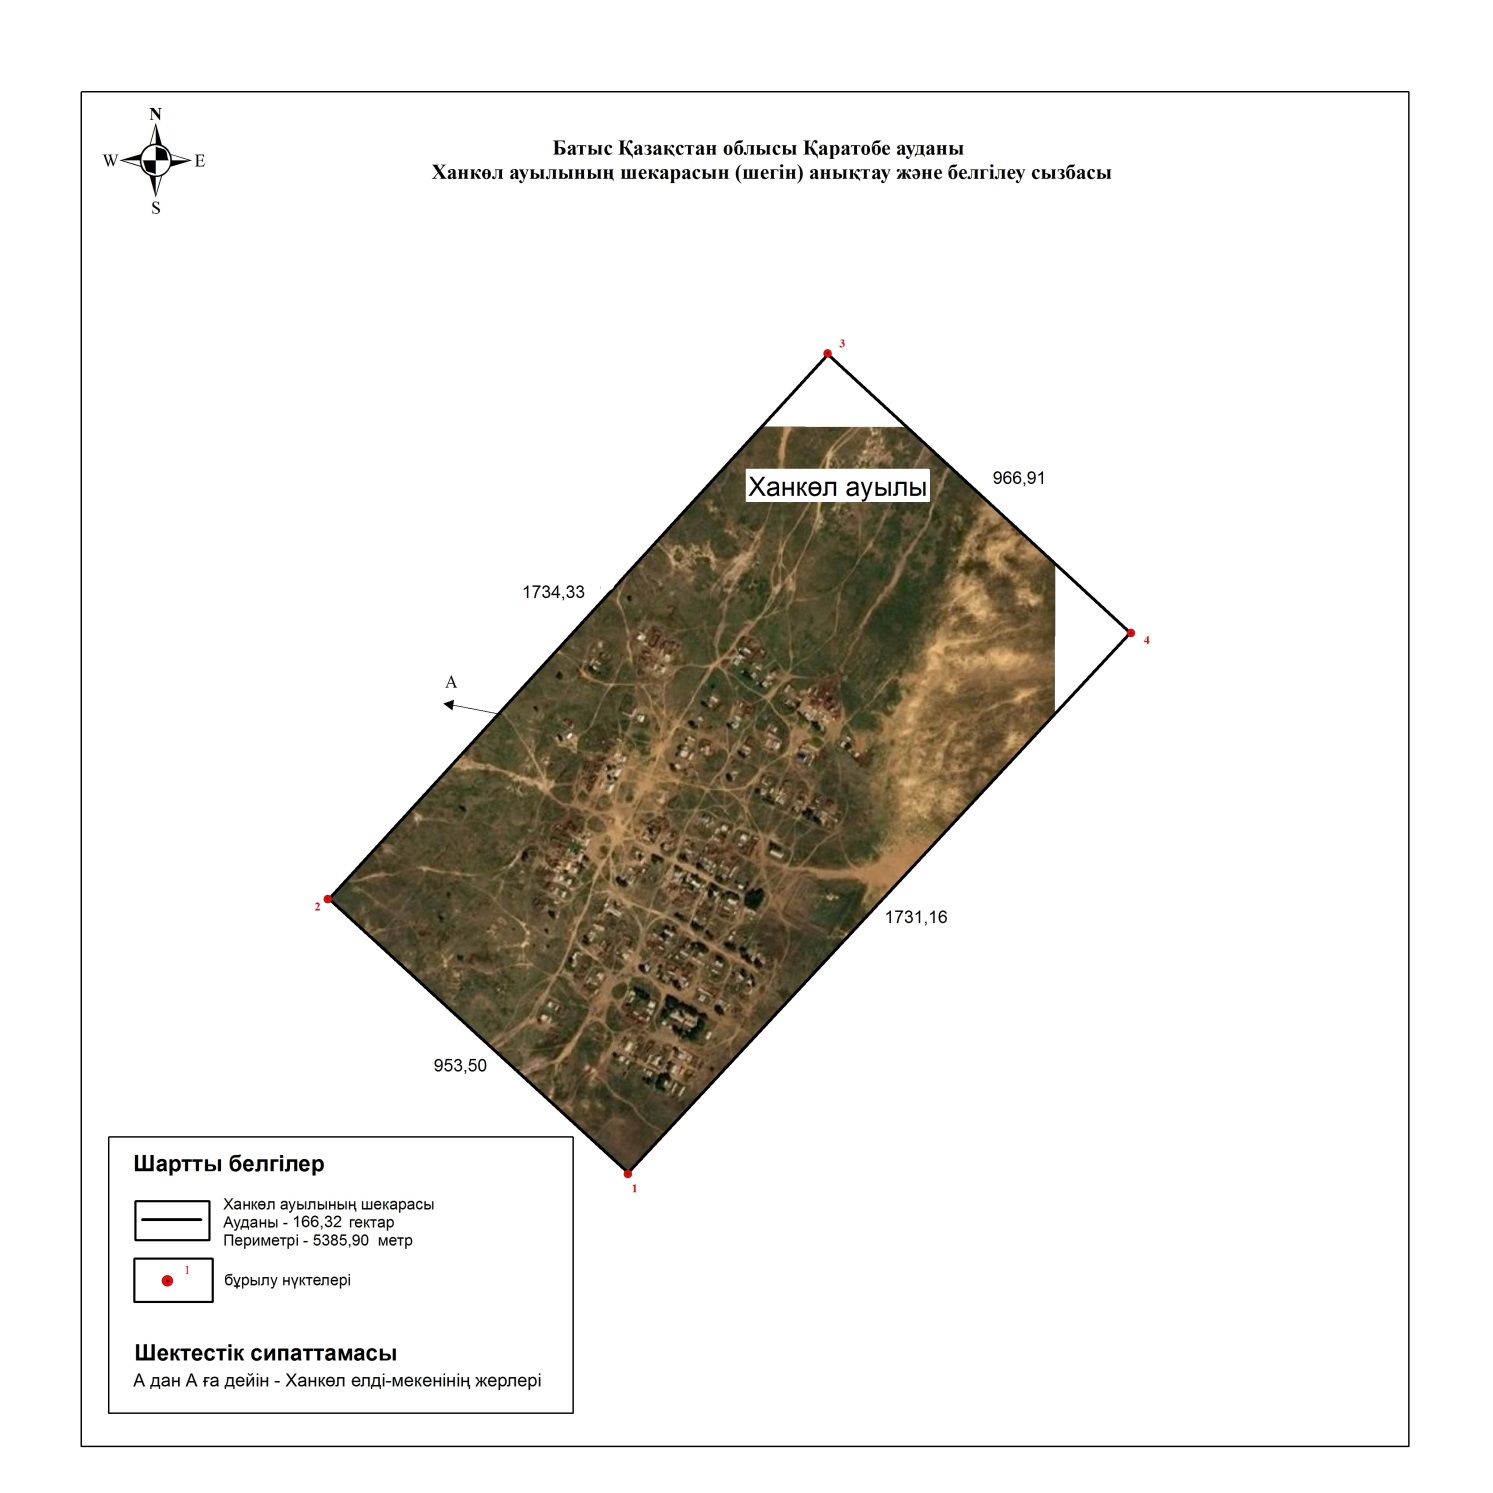 N
W E
S
Батыс Қазақстан облысы Қаратобе ауданы
Ханкөл ауылының шекарасын (шегін) анықтау және белгілеу сызбасы
3
Ханкөл ауылы
966,91
1734,33
4
А
2
1731,16
953,50
1
Шартты белгілер
Ханкөл ауылының шекарасы
Ауданы - 166,32 гектар
Периметрі - 5385,90 метр
1
бұрылу нүктелері
Шектестік сипаттамасы
А дан А ға дейін - Ханкөл елді-мекенінің жерлері